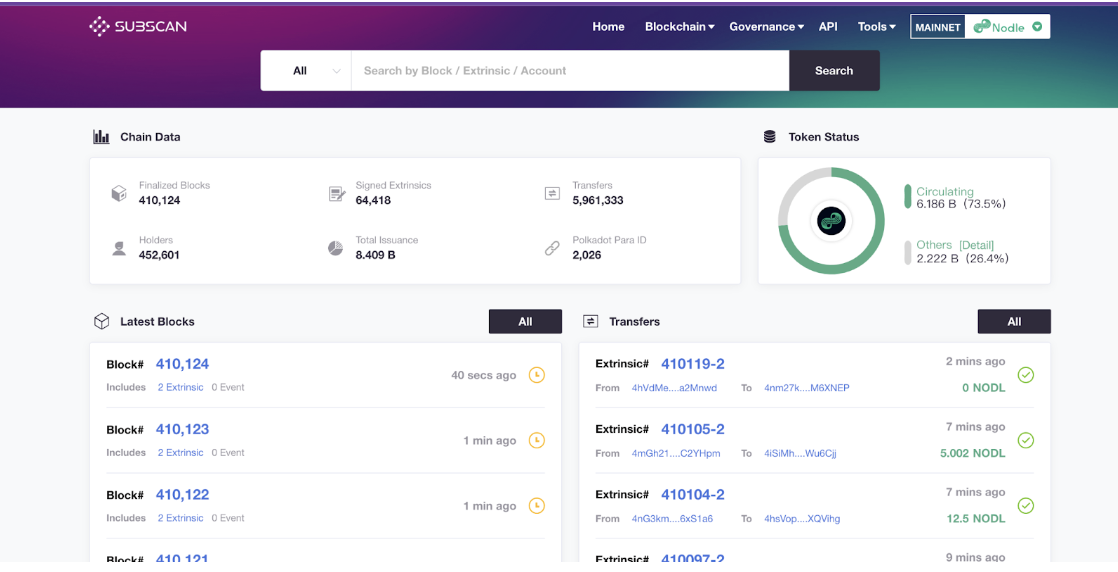 SUBSCAN
Home Blockchain Governance API Tools MAINNET Nodle
All Search by Block / Extrinsic / Account Search
Chain Data
Finalized Blocks
410,124
Signed Extrinsics
64,418
Transfers
5,961,333
Holders
452,601
Total Issuance
8.409 B
Polkadot Para ID
2,026
Token Status
Circulating
6.186 B (73.5%)
Others [Detail]
2.222 B (26.4%)
Latest Blocks All
Block# 410,124
Includes 2 Extrinsic 0 Event
40 secs ago
Block# 410,123
Includes 2 Extrinsic 0 Event
1 min ago
Block# 410,122
Includes 2 Extrinsic 0 Event
1 min ago
Block# 410,121
Transfers All
Extrinsic# 410119-2 2 mins ago
From 4hVdMe....a2Mnwd To 4nm27k....M6XNEP 0 NODL
Extrinsic# 410105-2 7 mins ago
From 4mGh21....C2YHpm To 4iSiMh....Wu6Cjj 5.002 NODL
Extrinsic# 410104-2 7 mins ago
From 4nG3km....6xS1a6 To 4hsVop....XQVihg 12.5 NODL
Extrinsic# 410097-2 9 mins ago